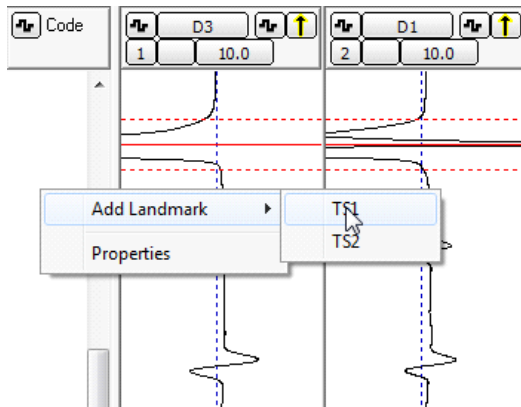 Code
D3
1 10.0
D1
2 10.0
Add Landmark
TS1
TS2
Properties